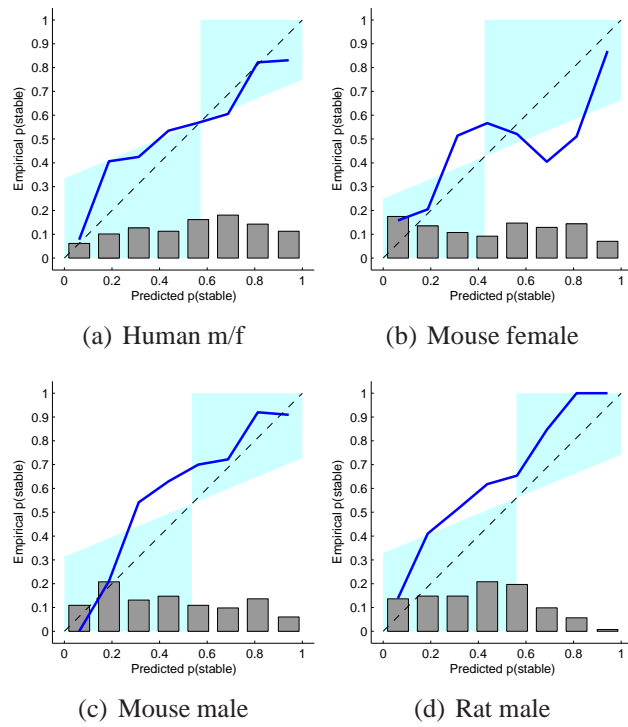 1
0.9
0.8
0.7
0.6
0.5
0.4
0.3
0.2
0.1
0
Empirical p(stable)
0 0.2 0.4 0.6 0.8 1
Predicted p(stable)
(a) Human m/f
1
0.9
0.8
0.7
0.6
0.5
0.4
0.3
0.2
0.1
0
Empirical p(stable)
0 0.2 0.4 0.6 0.8 1
Predicted p(stable)
(b) Mouse female
1
0.9
0.8
0.7
0.6
0.5
0.4
0.3
0.2
0.1
0
Empirical p(stable)
0 0.2 0.4 0.6 0.8 1
Predicted p(stable)
(c) Mouse male
1
0.9
0.8
0.7
0.6
0.5
0.4
0.3
0.2
0.1
0
Empirical p(stable)
0 0.2 0.4 0.6 0.8 1
Predicted p(stable)
(d) Rat male